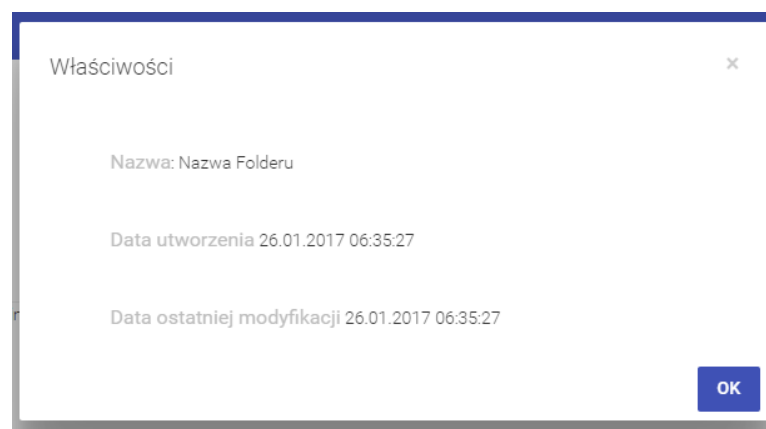 Właściwości ×
Nazwa: Nazwa Folderu
Data utworzenia 26.01.2017 06:35:27
Data ostatniej modyfikacji 26.01.2017 06:35:27
OK